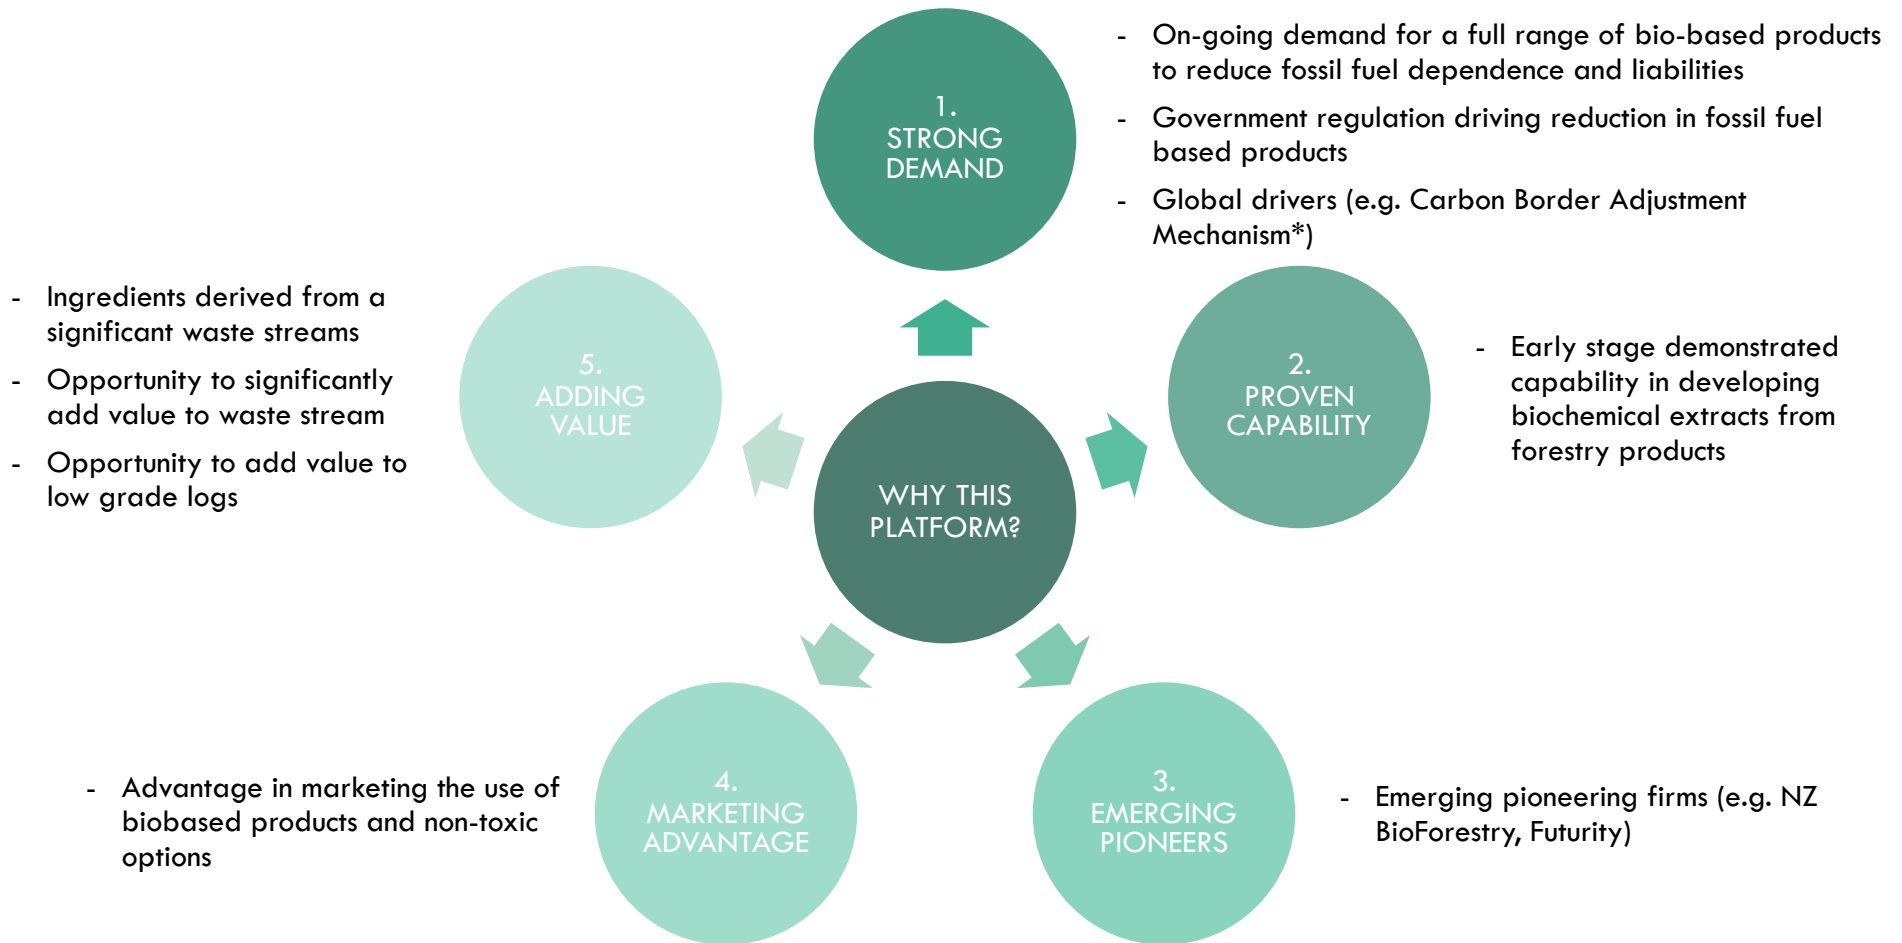 1.
STRONG
DEMAND
- On-going demand for a full range of bio-based products
to reduce fossil fuel dependence and liabilities
- Government regulation driving reduction in fossil fuel
based products
- Global drivers (e.g. Carbon Border Adjustment
Mechanism*)
2.
PROVEN
CAPABILITY
- Early stage demonstrated
capability in developing
biochemical extracts from
forestry products
3.
EMERGING
PIONEERS
- Emerging pioneering firms (e.g. NZ
BioForestry, Futurity)
4.
MARKETING
ADVANTAGE
- Advantage in marketing the use of
biobased products and non-toxic
options
5.
ADDING
VALUE
- Ingredients derived from a
significant waste streams
- Opportunity to significantly
add value to waste stream
- Opportunity to add value to
low grade logs
WHY THIS
PLATFORM?